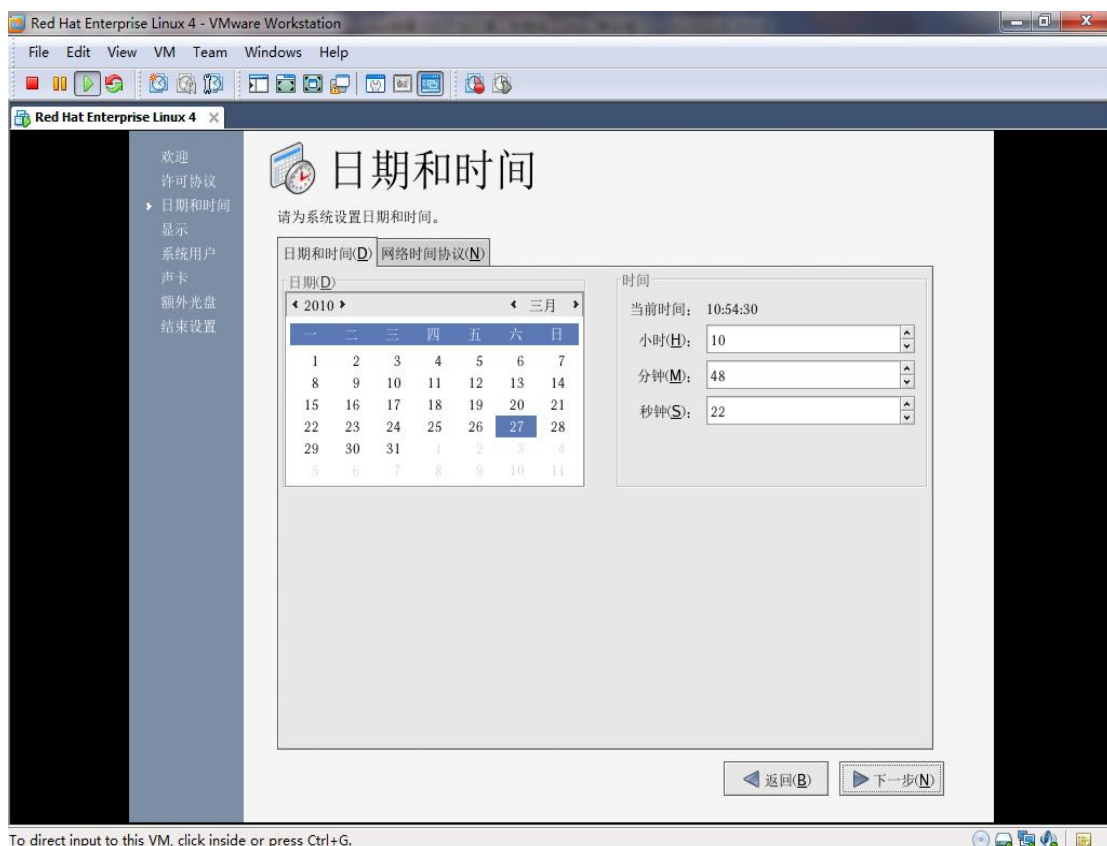 Red Hat Enterprise Linux 4 - VMware Workstation
File Edit View VM Team Windows Help
Red Hat Enterprise Linux 4
欢迎
许可协议
日期和时间
显示
系统用户
声卡
额外光盘
结束设置
日期和时间
请为系统设置日期和时间。
日期和时间(D) 网络时间协议(N)
日期(D)
2010 三月
一 二 三 四 五 六 日
1 2 3 4 5 6 7
8 9 10 11 12 13 14
15 16 17 18 19 20 21
22 23 24 25 26 27 28
29 30 31 1 2 3 4
5 6 7 8 9 10 11
时间
当前时间: 10:54:30
小时(H): 10
分钟(M): 48
秒钟(S): 22
返回(B) 下一步(N)
To direct input to this VM, click inside or press Ctrl+G.